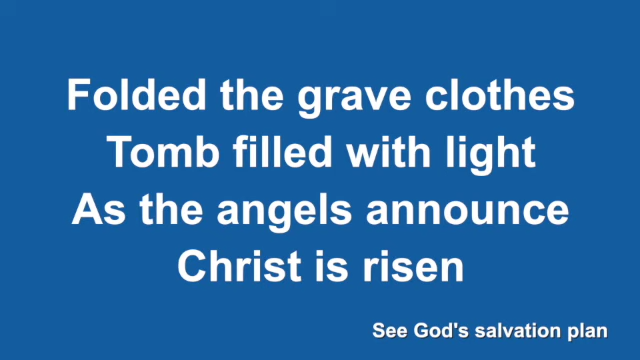 Folded the grave clothes
Tomb filled with light
As the angels announce
Christ is risen
See God's salvation plan